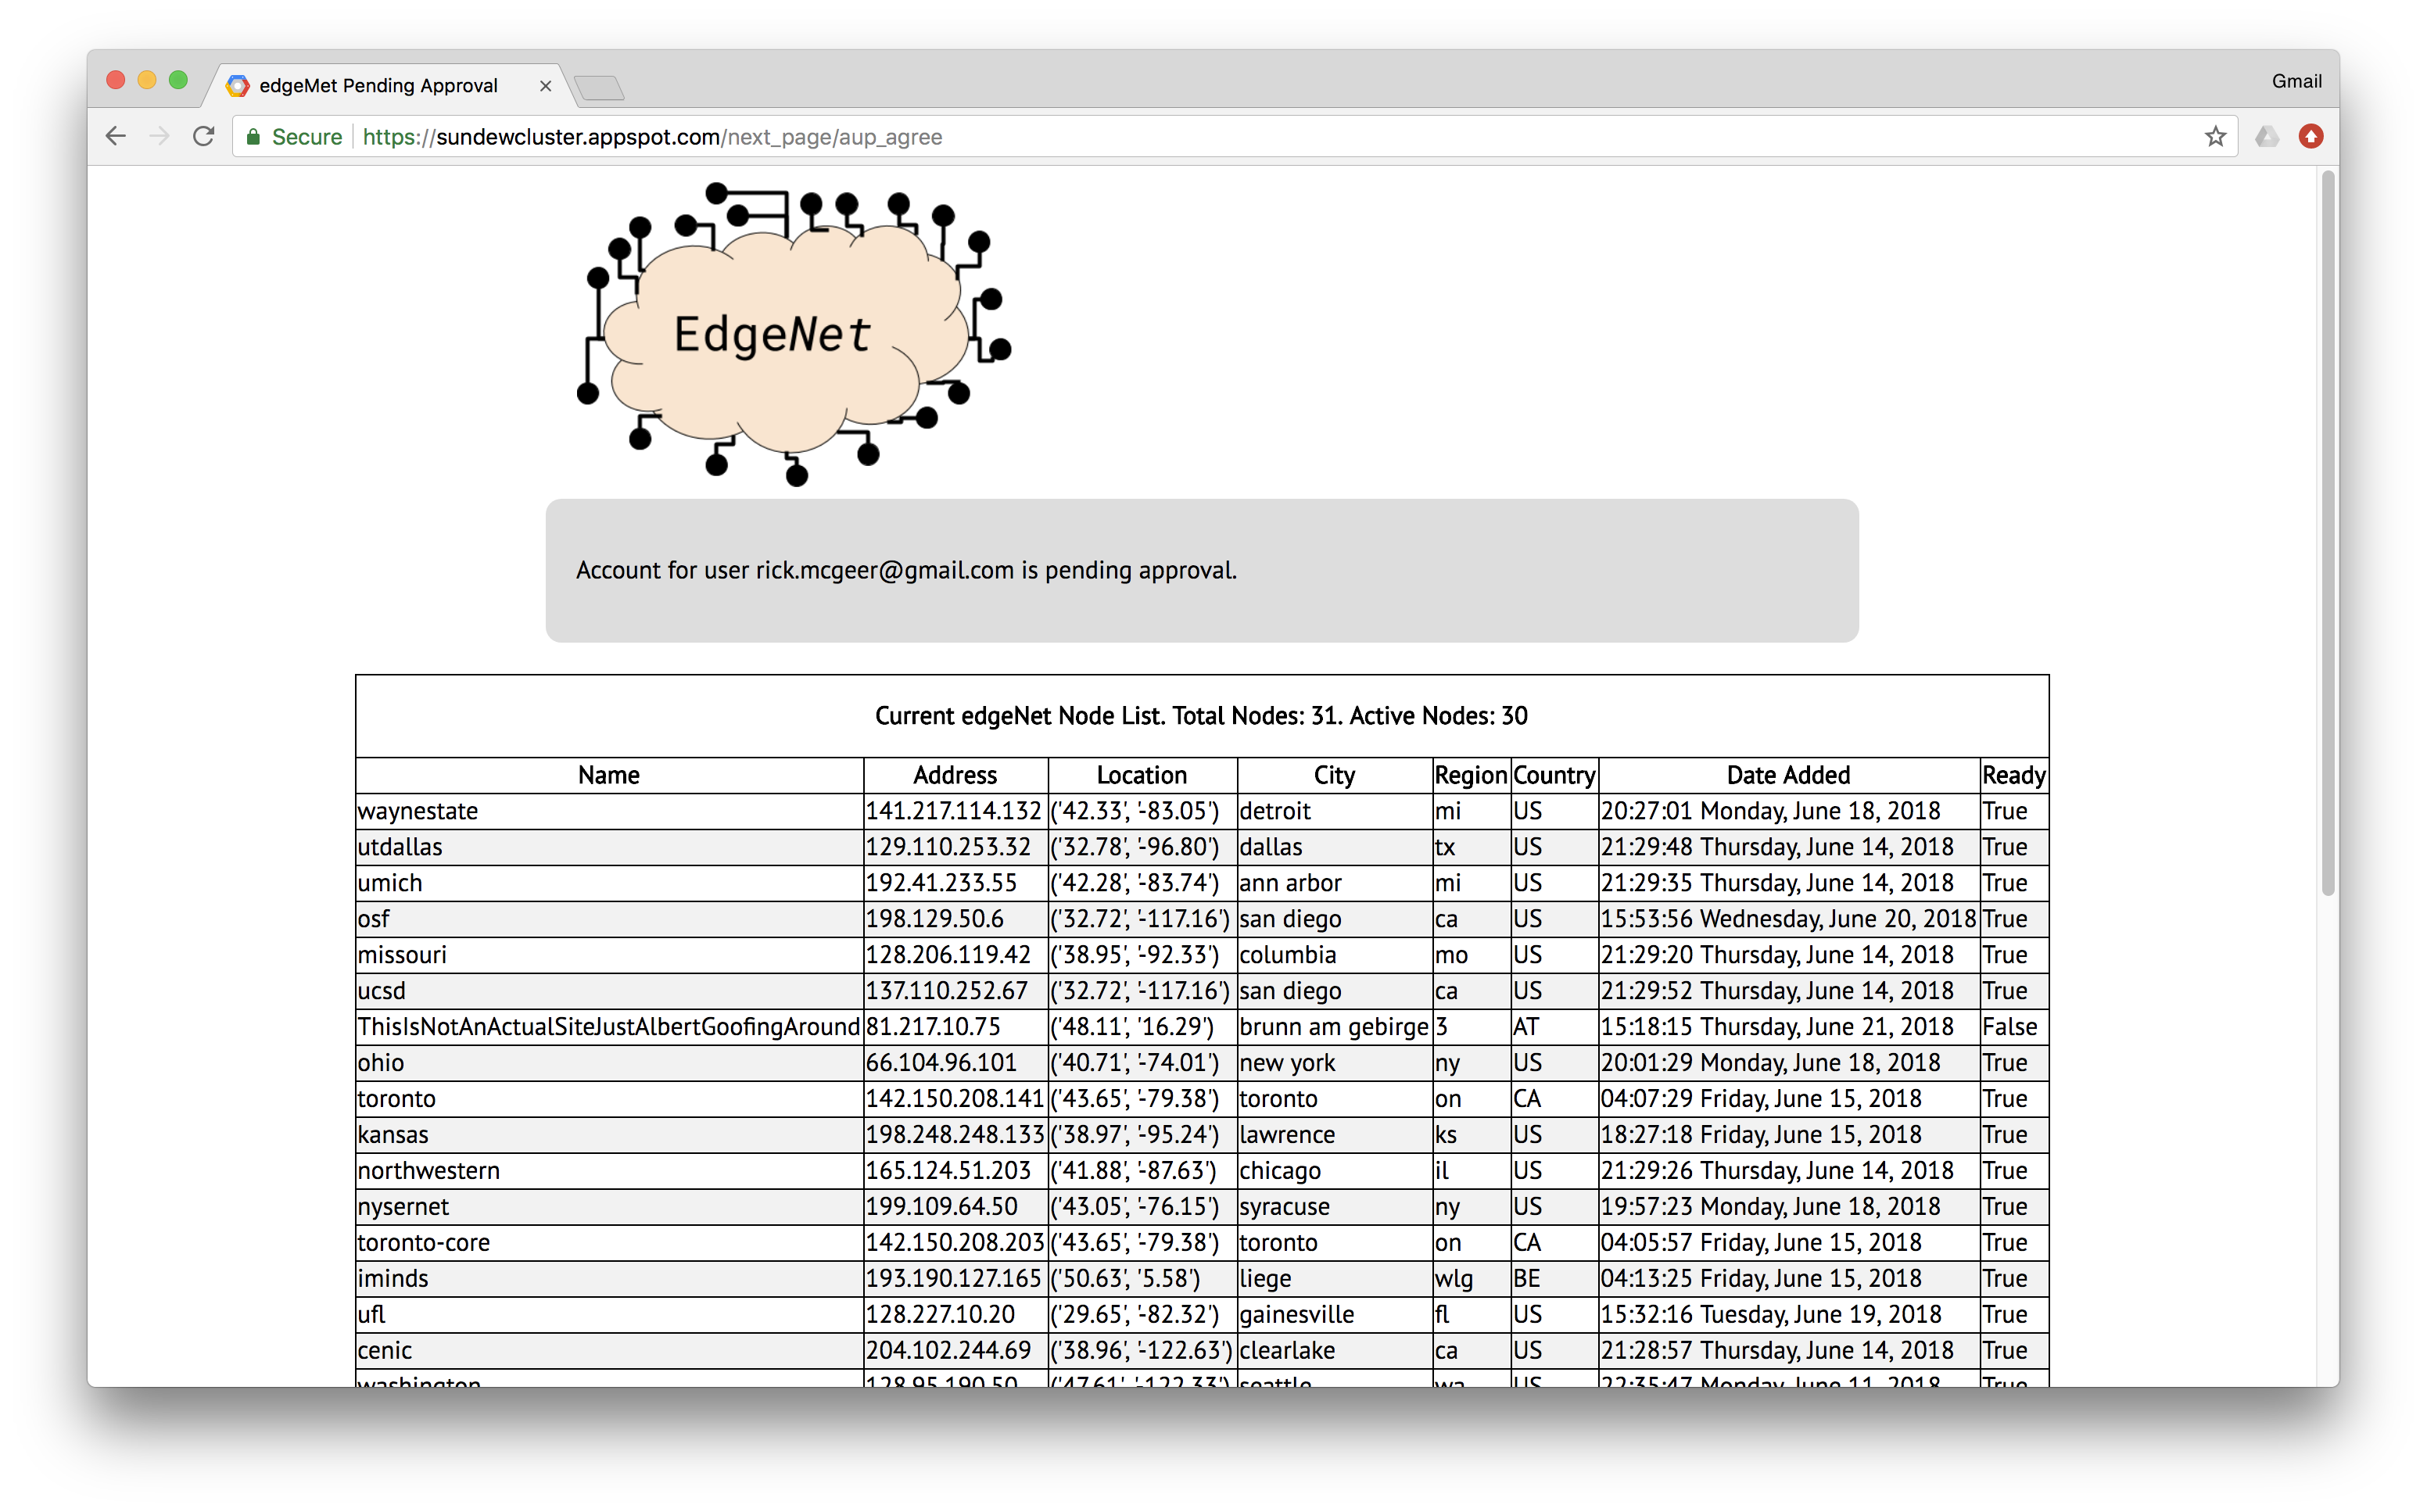 edgeMet Pending Approval
Gmail
Secure https://sundewcluster.appspot.com/next_page/aup_agree
EdgeNet
Account for user rick.mcgeer@gmail.com is pending approval.
Current edgeNet Node List. Total Nodes: 31. Active Nodes: 30
Name Address Location City Region Country Date Added Ready
waynestate 141.217.114.132 ('42.33', '-83.05') detroit mi US 20:27:01 Monday, June 18, 2018 True
utdallas 129.110.253.32 ('32.78', '-96.80') dallas tx US 21:29:48 Thursday, June 14, 2018 True
umich 192.41.233.55 ('42.28', '-83.74') ann arbor mi US 21:29:35 Thursday, June 14, 2018 True
osf 198.129.50.6 ('32.72', '-117.16') san diego ca US 15:53:56 Wednesday, June 20, 2018 True
missouri 128.206.119.42 ('38.95', '-92.33') columbia mo US 21:29:20 Thursday, June 14, 2018 True
ucsd 137.110.252.67 ('32.72', '-117.16') san diego ca US 21:29:52 Thursday, June 14, 2018 True
ThisIsNotAnActualSiteJustAlbertGoofingAround 81.217.10.75 ('48.11', '16.29') brunn am gebirge 3 AT 15:18:15 Thursday, June 21, 2018 False
ohio 66.104.96.101 ('40.71', '-74.01') new york ny US 20:01:29 Monday, June 18, 2018 True
toronto 142.150.208.141 ('43.65', '-79.38') toronto on CA 04:07:29 Friday, June 15, 2018 True
kansas 198.248.248.133 ('38.97', '-95.24') lawrence ks US 18:27:18 Friday, June 15, 2018 True
northwestern 165.124.51.203 ('41.88', '-87.63') chicago il US 21:29:26 Thursday, June 14, 2018 True
nysernet 199.109.64.50 ('43.05', '-76.15') syracuse ny US 19:57:23 Monday, June 18, 2018 True
toronto-core 142.150.208.203 ('43.65', '-79.38') toronto on CA 04:05:57 Friday, June 15, 2018 True
iminds 193.190.127.165 ('50.63', '5.58') liege wlg BE 04:13:25 Friday, June 15, 2018 True
ufl 128.227.10.20 ('29.65', '-82.32') gainesville fl US 15:32:16 Tuesday, June 19, 2018 True
cenic 204.102.244.69 ('38.96', '-122.63') clearlake ca US 21:28:57 Thursday, June 14, 2018 True
washington 128.95.190.50 ('47.61', '-122.33') seattle wa US 22:35:47 Monday, June 11, 2018 True